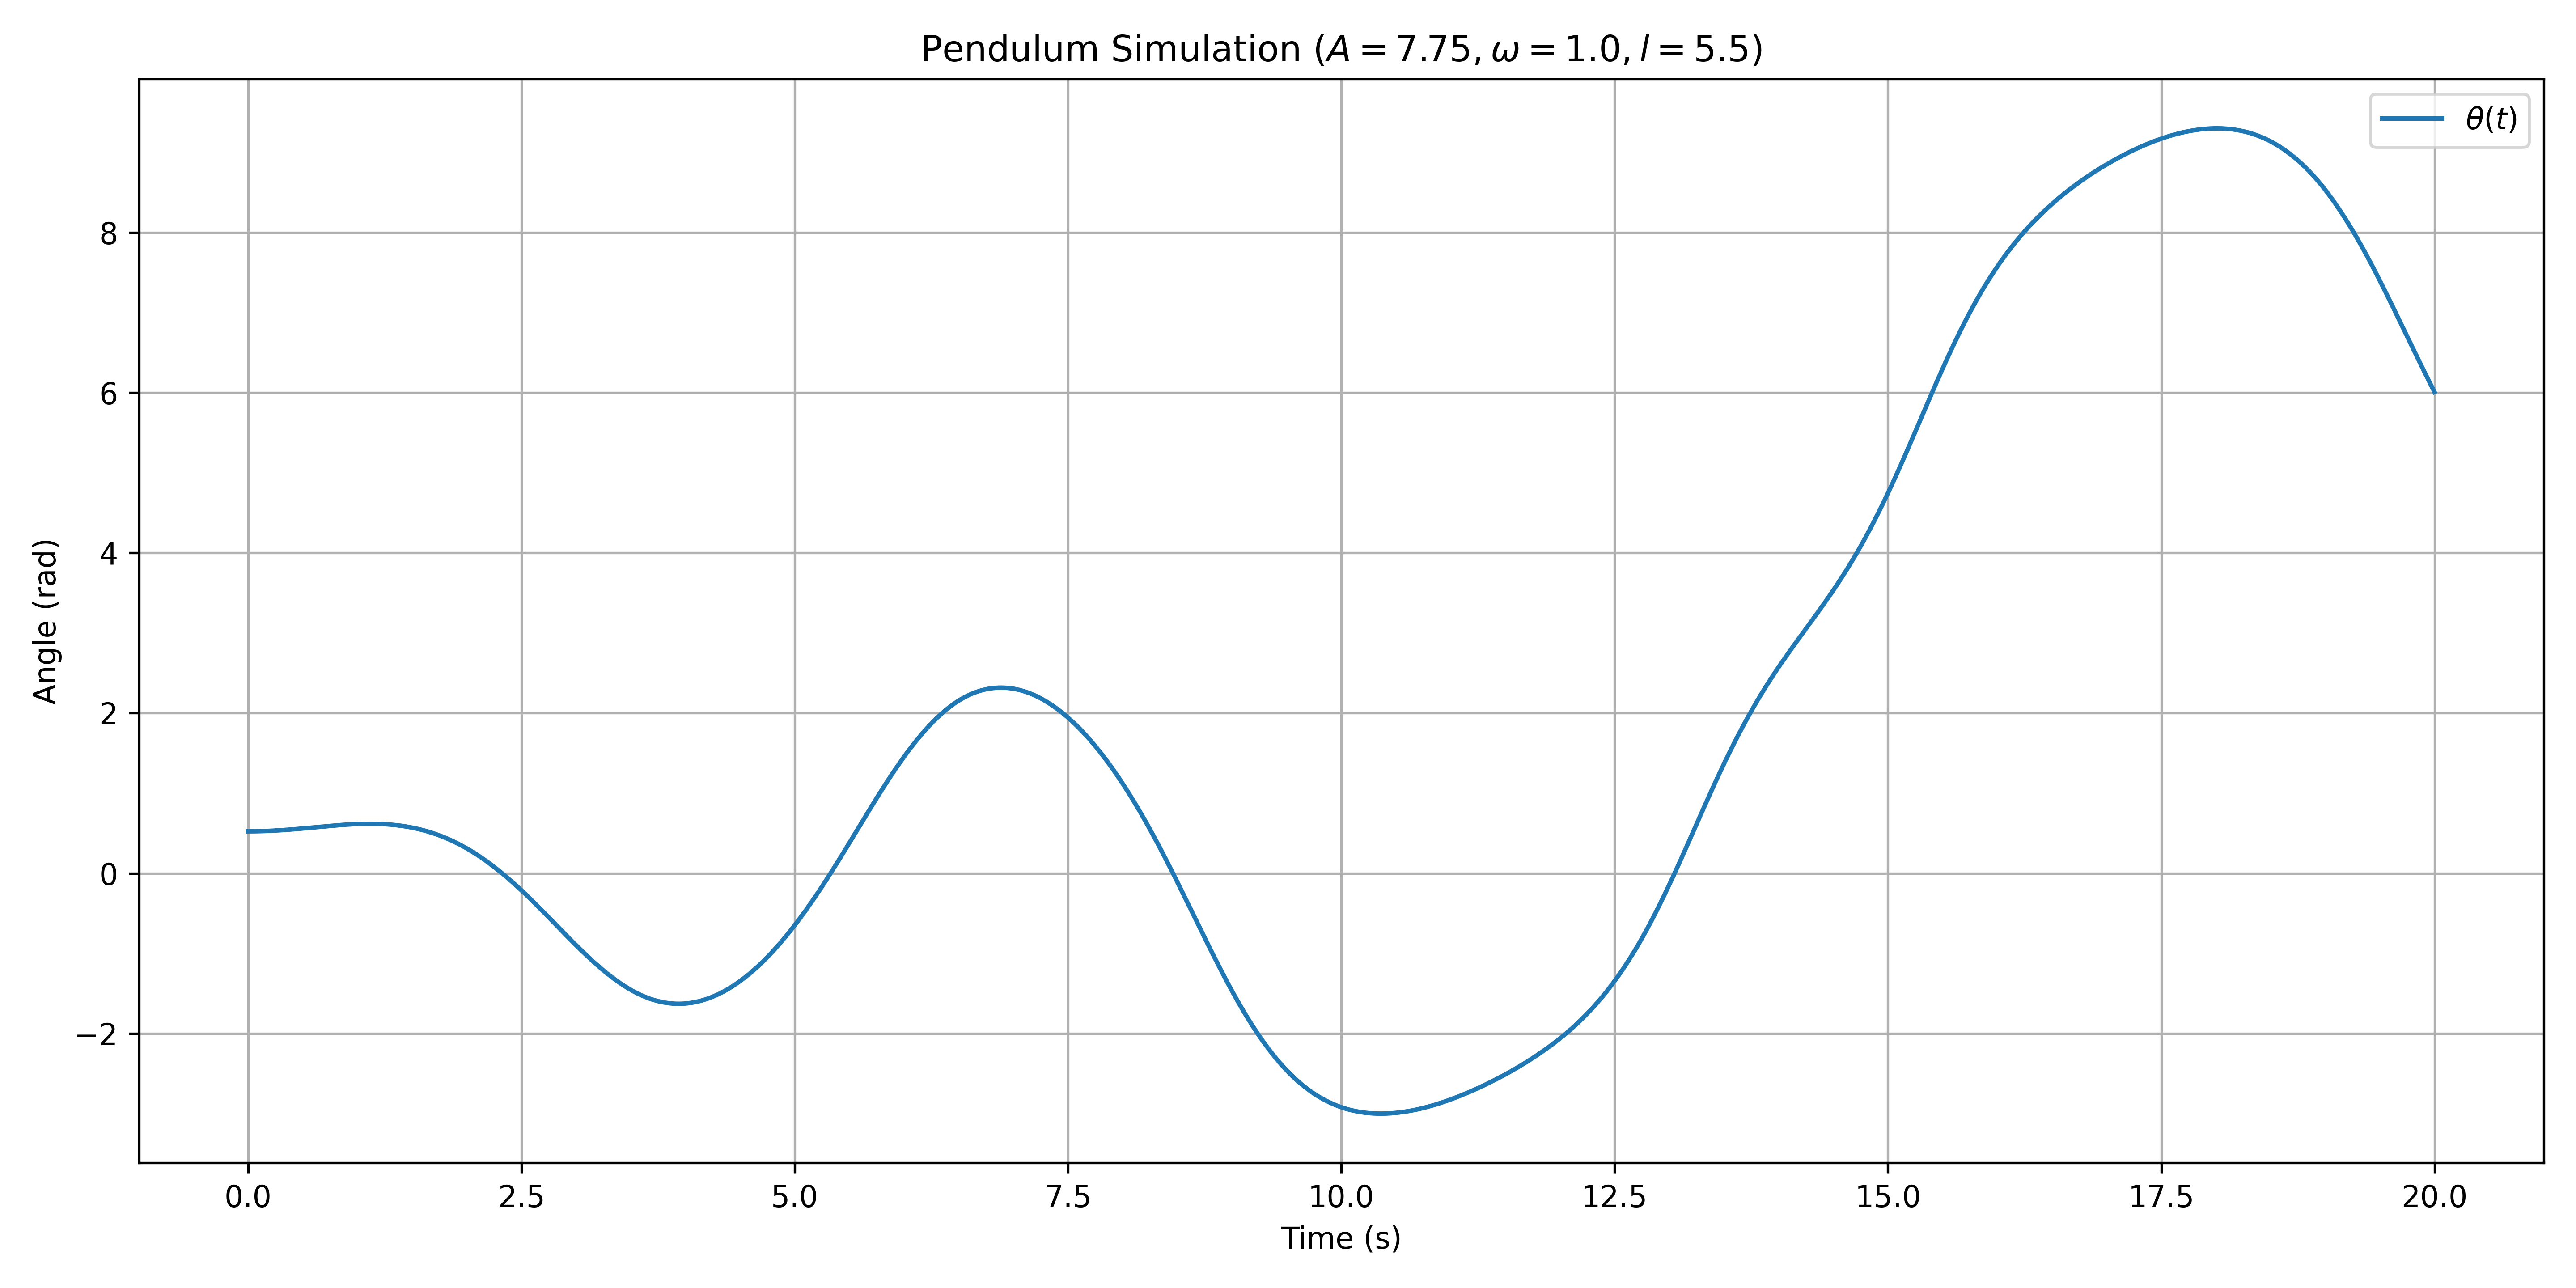 Pendulum Simulation (A = 7.75, ω = 1.0, l = 5.5)
θ(t)
Angle (rad)
8
6
4
2
0
−2
0.0 2.5 5.0 7.5 10.0 12.5 15.0 17.5 20.0
Time (s)